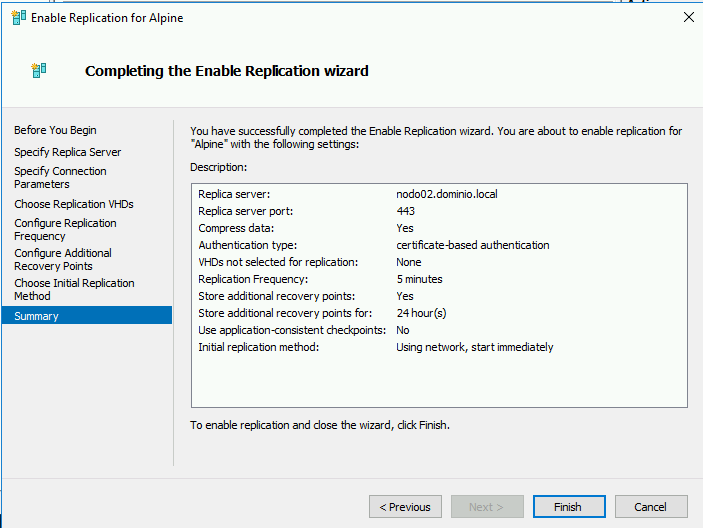 Enable Replication for Alpine
Completing the Enable Replication wizard
Before You Begin
Specify Replica Server
Specify Connection
Parameters
Choose Replication VHDs
Configure Replication
Frequency
Configure Additional
Recovery Points
Choose Initial Replication
Method
Summary
You have successfully completed the Enable Replication wizard. You are about to enable replication for
"Alpine" with the following settings:
Description:
Replica server: nodo02.dominio.local
Replica server port: 443
Compress data: Yes
Authentication type: certificate-based authentication
VHDs not selected for replication: None
Replication Frequency: 5 minutes
Store additional recovery points: Yes
Store additional recovery points for: 24 hour(s)
Use application-consistent checkpoints: No
Initial replication method: Using network, start immediately
To enable replication and close the wizard, click Finish.
< Previous Next > Finish Cancel